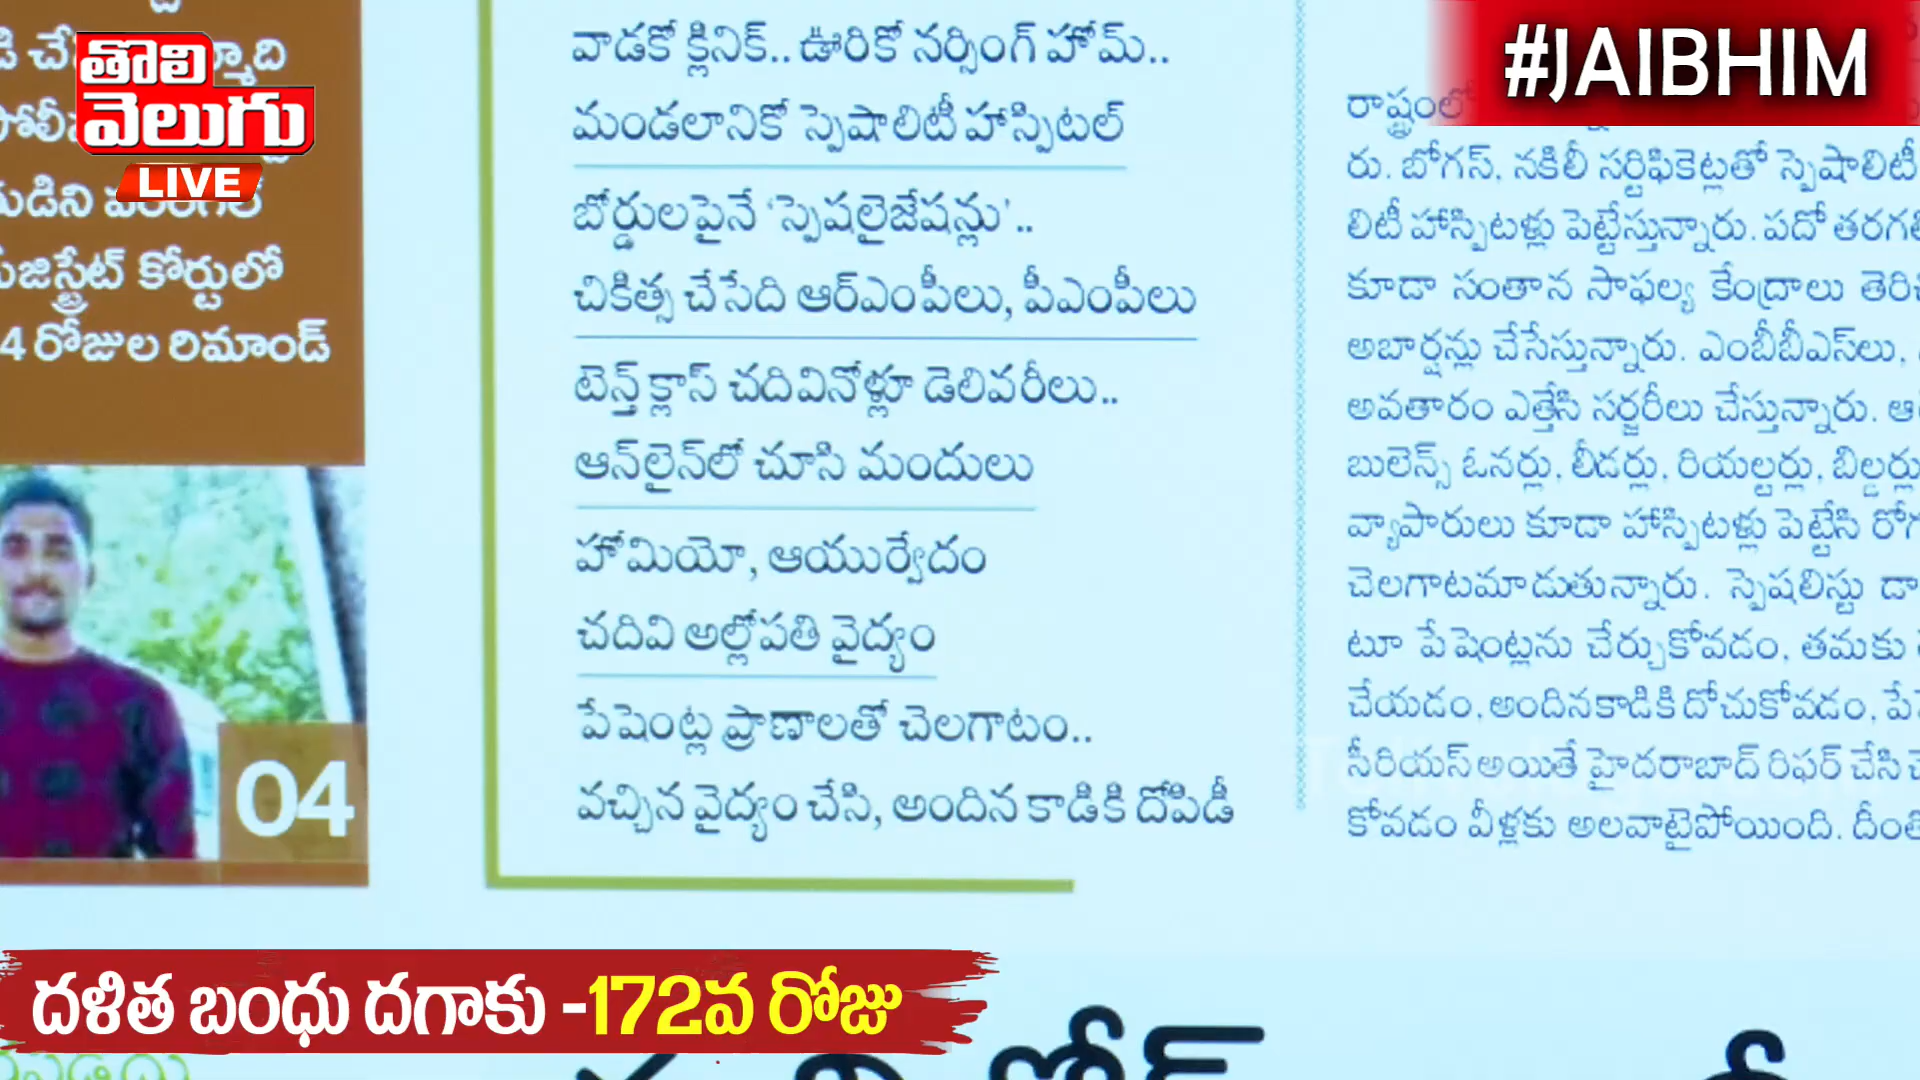 తొలి
వెలుగు
LIVE
#JAIBHIM
కోర్టులో
4 రోజుల రిమాండ్
04
వాడకో క్లినిక్.. ఊరికో నర్సింగ్ హోమ్..
మండలానికో స్పెషాలిటీ హాస్పిటల్
బోర్డులపైనే 'స్పెషలైజేషన్లు'..
చికిత్స చేసేది ఆర్ఎంపీలు, పీఎంపీలు
టెన్త్ క్లాస్ చదివినోళ్లూ డెలివరీలు..
ఆన్‌లైన్‌లో చూసి మందులు
హోమియో, ఆయుర్వేదం
చదివి అల్లోపతి వైద్యం
పేషెంట్ల ప్రాణాలతో చెలగాటం..
వచ్చిన వైద్యం చేసి, అందిన కాడికి దోపిడీ
రు. బోగస్, నకిలీ సర్టిఫికెట్లతో స్పెషాలిటీ
లిటీ హాస్పిటళ్లు పెట్టేస్తున్నారు. పదో
కూడా సంతాన సాఫల్య కేంద్రాలు
అబార్షన్లు చేసేస్తున్నారు. ఎంబీబీఎస్‌లు,
అవతారం ఎత్తేసి సర్జరీలు చేస్తున్నారు.
బులెన్స్ ఓనర్లు, లీడర్లు, రియల్టర్లు, బిల్డర్లు
వ్యాపారులు కూడా హాస్పిటళ్లు పెట్టేసి
చెలగాటమాడుతున్నారు. స్పెషలిస్టు
టూ పేషెంట్లను చేర్చుకోవడం, తమకు
చేయడం, అందినకాడికి దోచుకోవడం,
సీరియస్ అయితే హైదరాబాద్ రిఫర్ చేసి
కోవడం వీళ్లకు అలవాటైపోయింది.
దళిత బంధు దగాకు -172వ రోజు